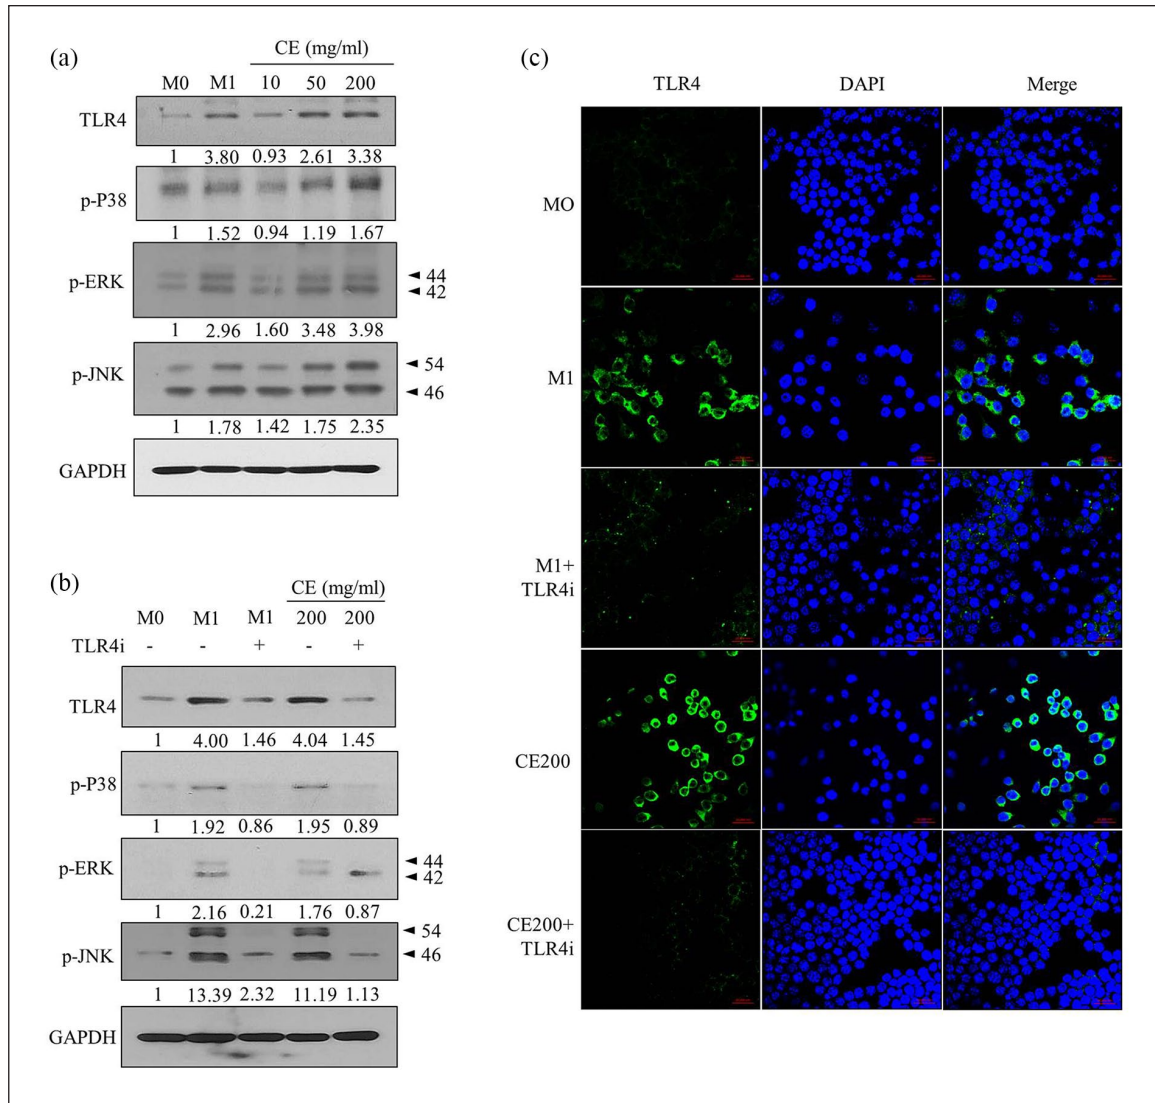 (a)
CE (mg/ml)
M0 M1 10 50 200
TLR4
1 3.80 0.93 2.61 3.38
p-P38
1 1.52 0.94 1.19 1.67
p-ERK
44
42
1 2.96 1.60 3.48 3.98
p-JNK
54
46
1 1.78 1.42 1.75 2.35
GAPDH
(b)
CE (mg/ml)
M0 M1 M1 200 200
TLR4i - - + - +
TLR4
1 4.00 1.46 4.04 1.45
p-P38
1 1.92 0.86 1.95 0.89
p-ERK
44
42
1 2.16 0.21 1.76 0.87
p-JNK
54
46
1 13.39 2.32 11.19 1.13
GAPDH
(c)
TLR4 DAPI Merge
MO
M1
M1+
TLR4i
CE200
CE200+
TLR4i